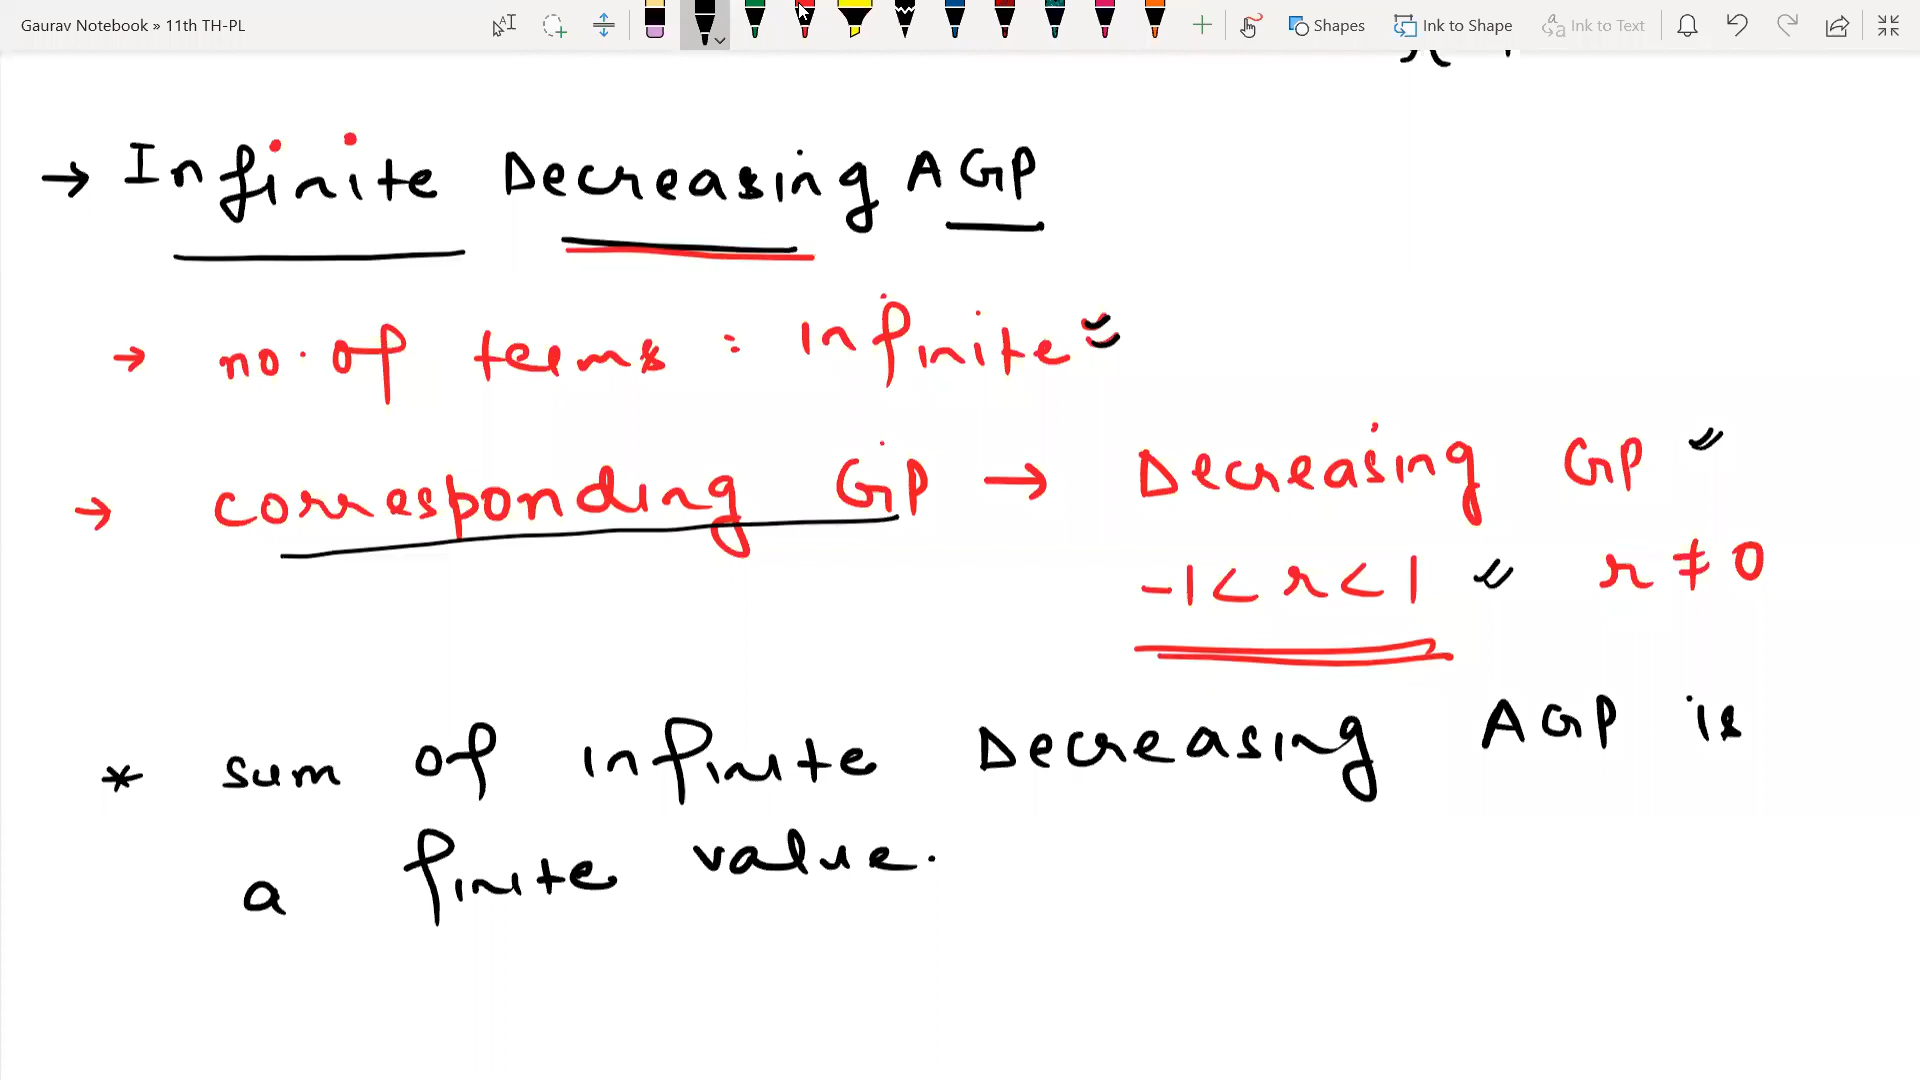 Gaurav Notebook » 11th TH-PL
Shapes Ink to Shape Ink to Text
→ Infinite Decreasing AGP
→ no. of terms : infinite
→ corresponding GP → Decreasing GP
-1 < r < 1 r ≠ 0
* sum of infinite Decreasing AGP is
a finite value.